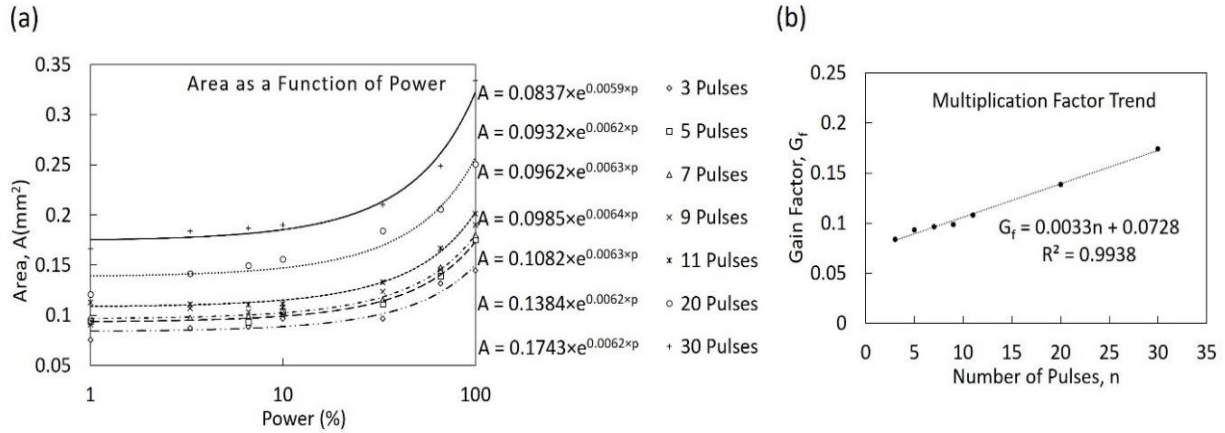 (a)
(b)
0.35
0.3
0.25
0.2
0.15
0.1
0.05
Area, A(mm²)
Area as a Function of Power
1
10
100
Power (%)
A = 0.0837×e^0.0059×p
A = 0.0932×e^0.0062×p
A = 0.0962×e^0.0063×p
A = 0.0985×e^0.0064×p
A = 0.1082×e^0.0063×p
A = 0.1384×e^0.0062×p
A = 0.1743×e^0.0062×p
3 Pulses
5 Pulses
7 Pulses
9 Pulses
11 Pulses
20 Pulses
30 Pulses
0.25
0.2
0.15
0.1
0.05
0
Gain Factor, G_f
Multiplication Factor Trend
G_f = 0.0033n + 0.0728
R² = 0.9938
0
5
10
15
20
25
30
35
Number of Pulses, n